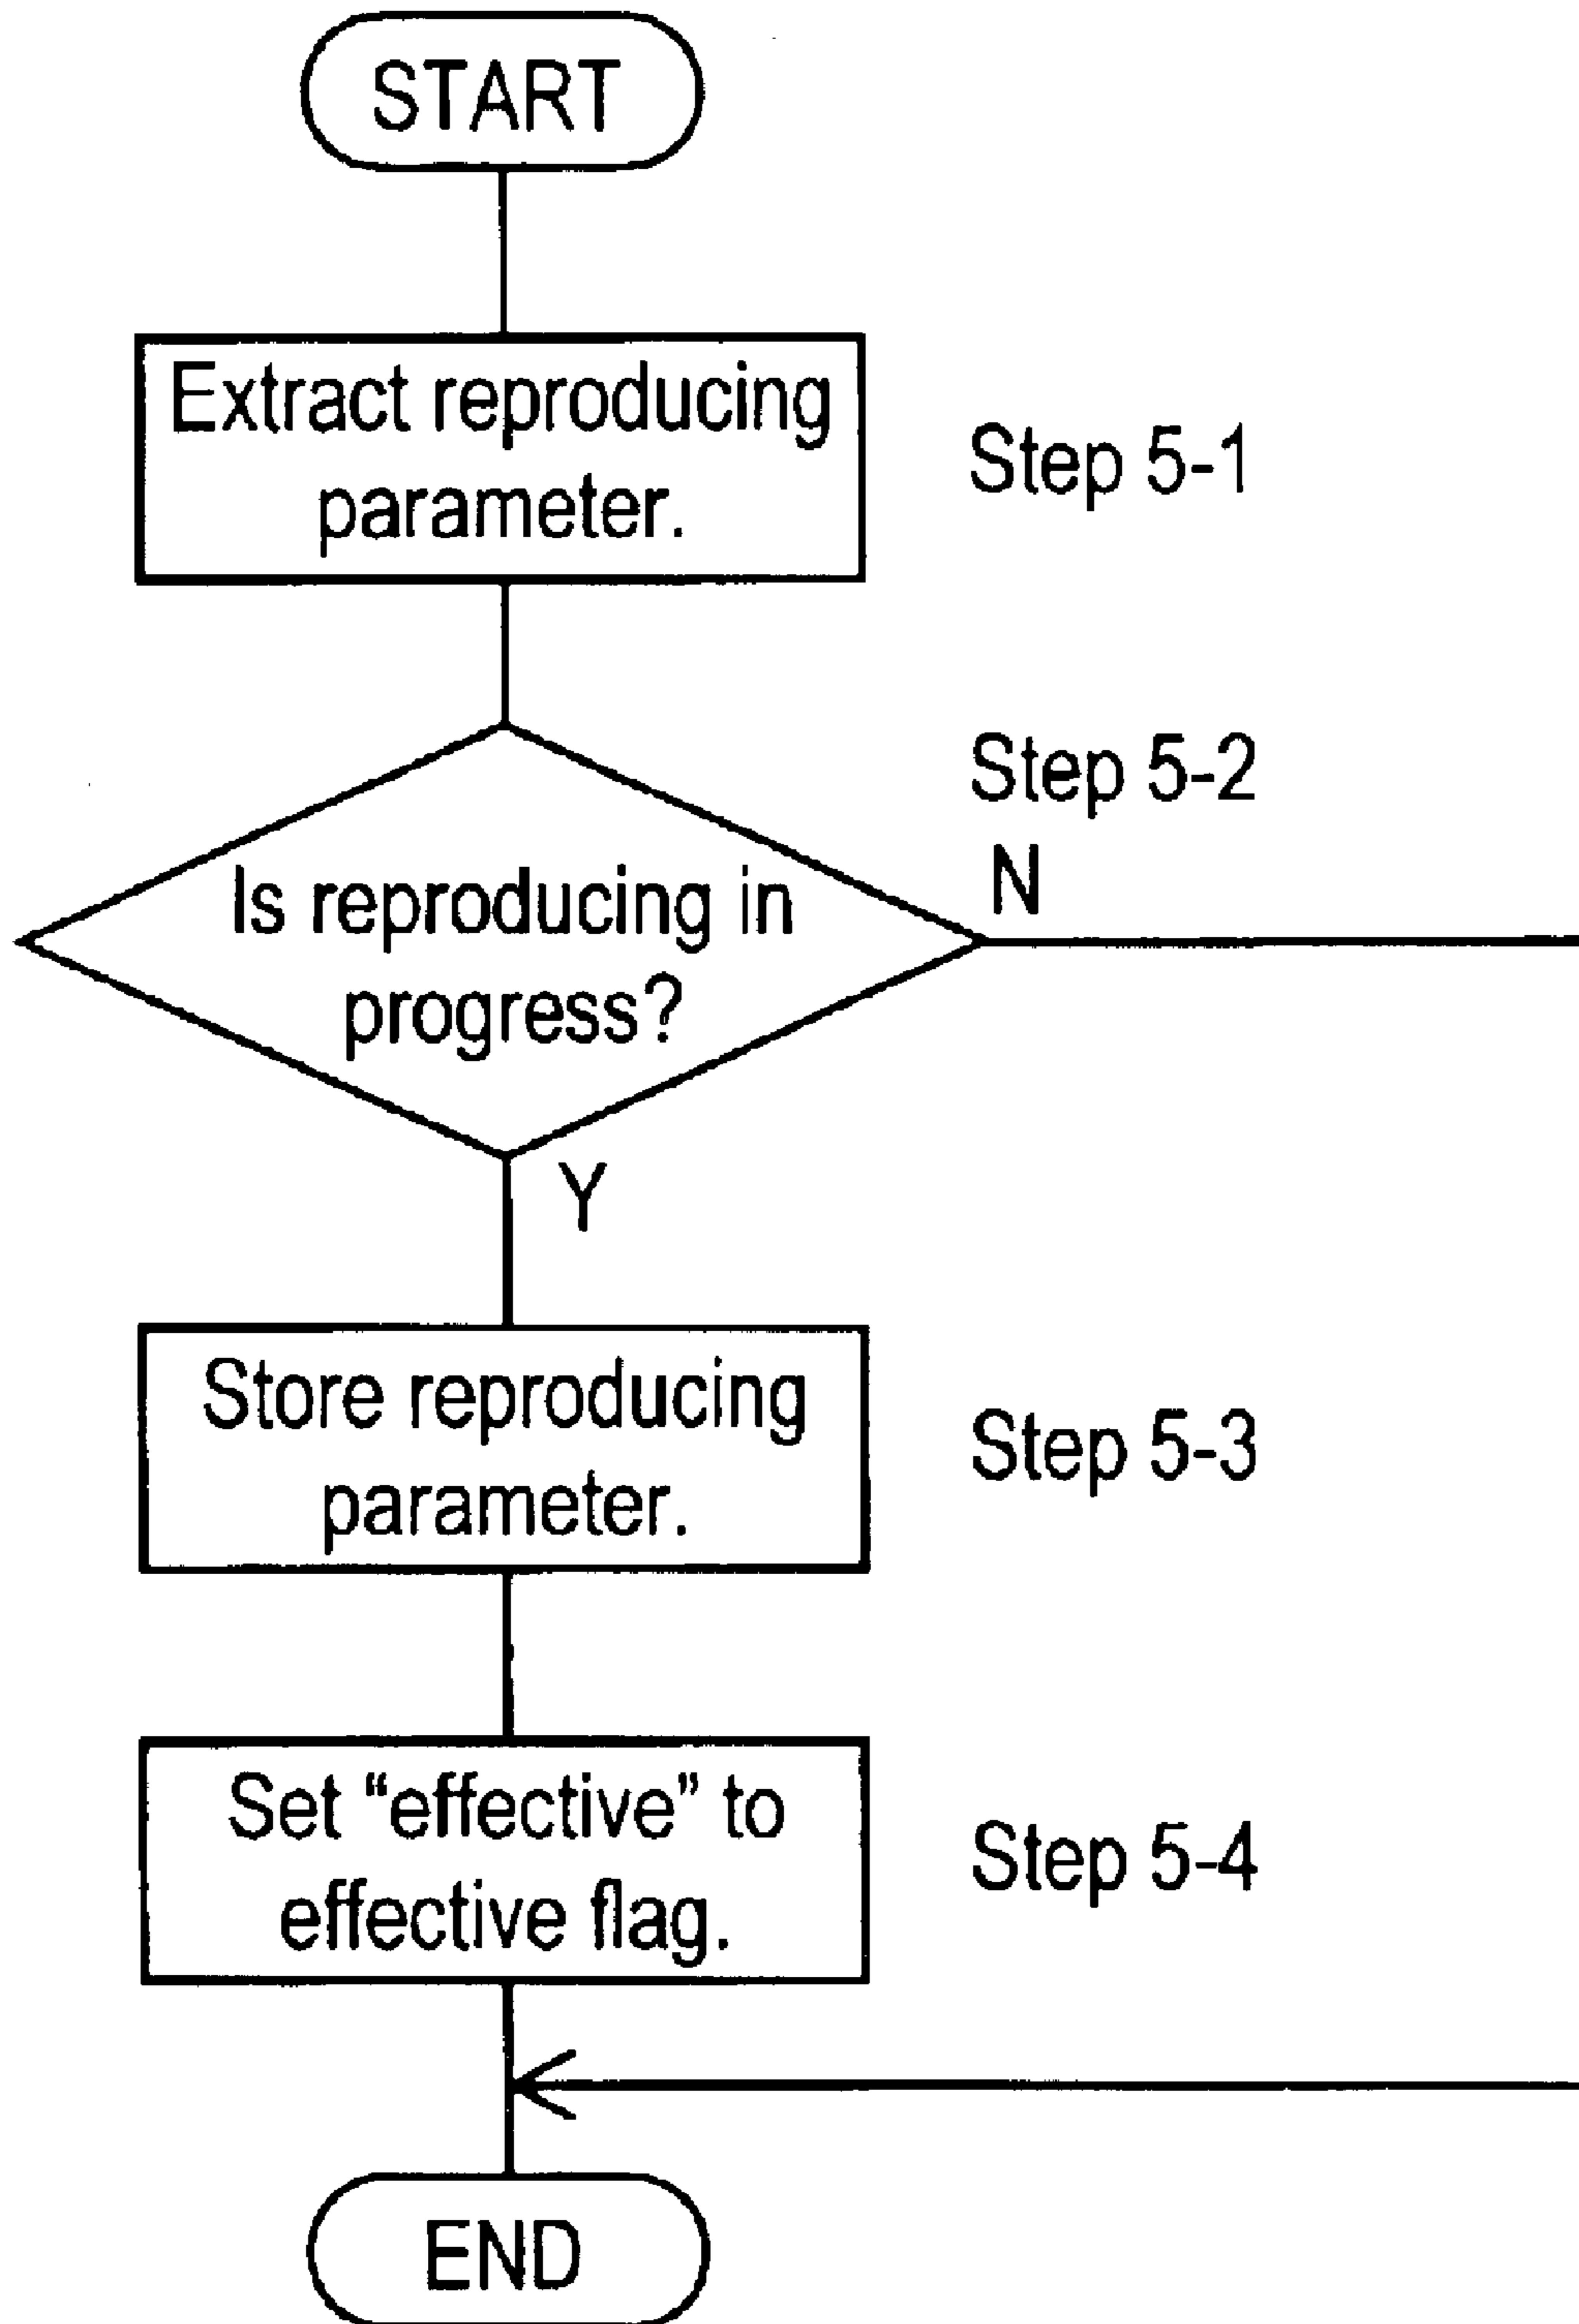 START
Extract reproducing
parameter.
Step 5-1
Step 5-2
Is reproducing in
progress?
N
Y
Store reproducing
parameter.
Step 5-3
Set “effective” to
effective flag.
Step 5-4
END